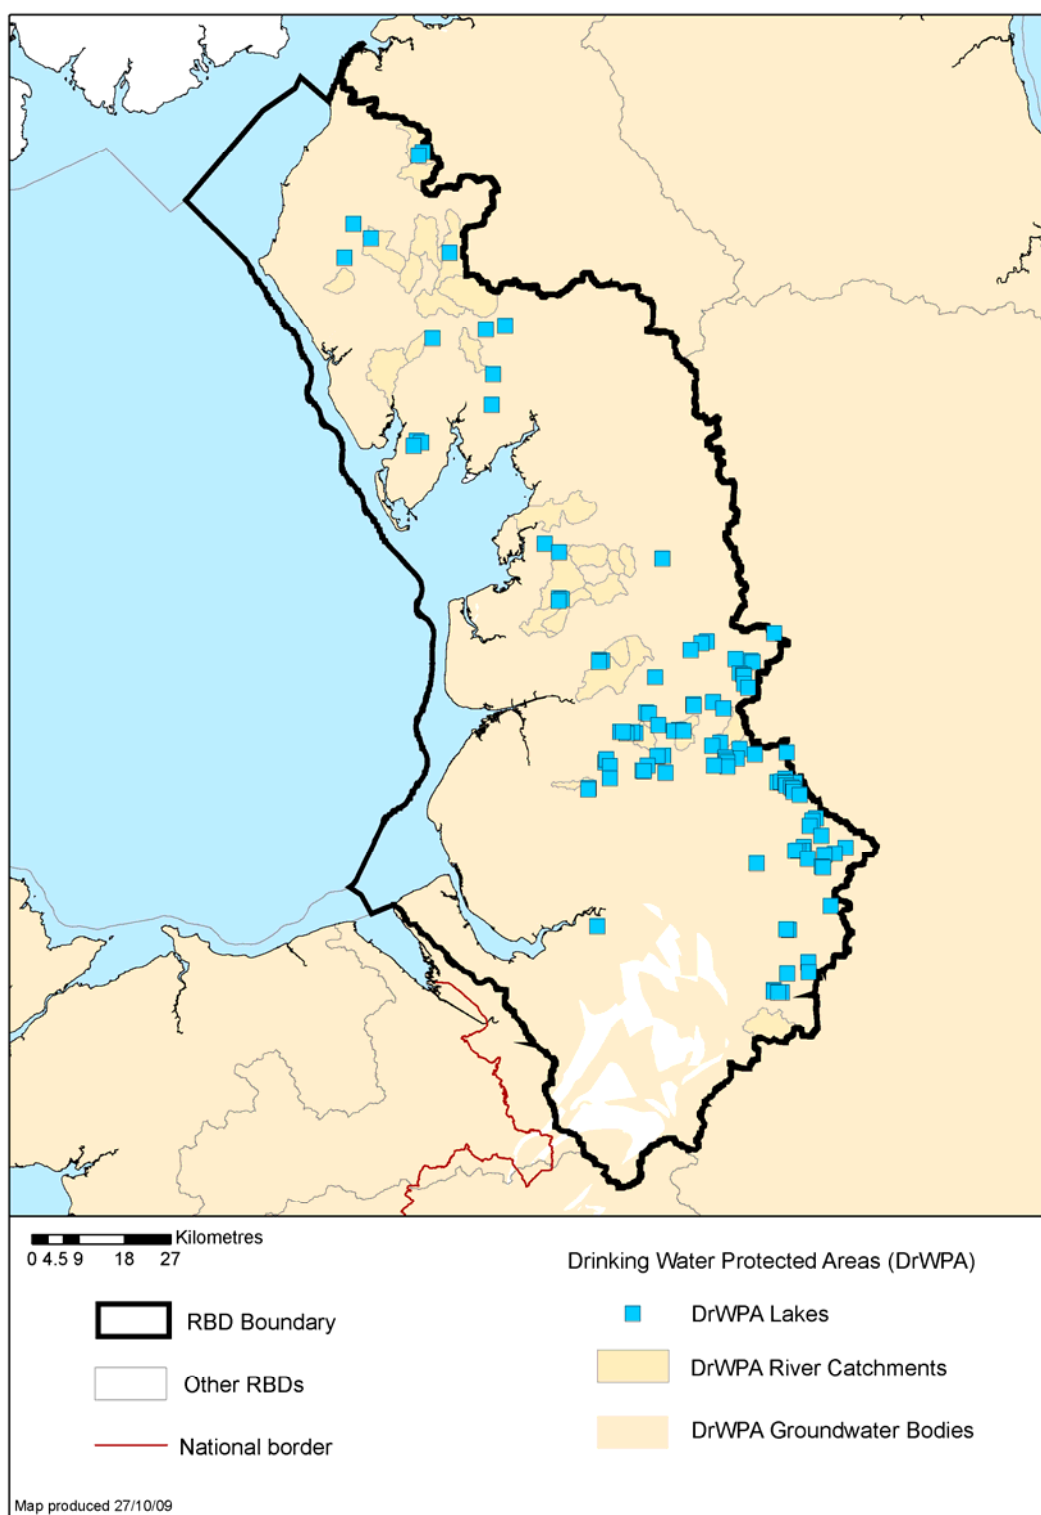 Kilometres
0 4.5 9 18 27
Drinking Water Protected Areas (DrWPA)
RBD Boundary
DrWPA Lakes
Other RBDs
DrWPA River Catchments
National border
DrWPA Groundwater Bodies
Map produced 27/10/09